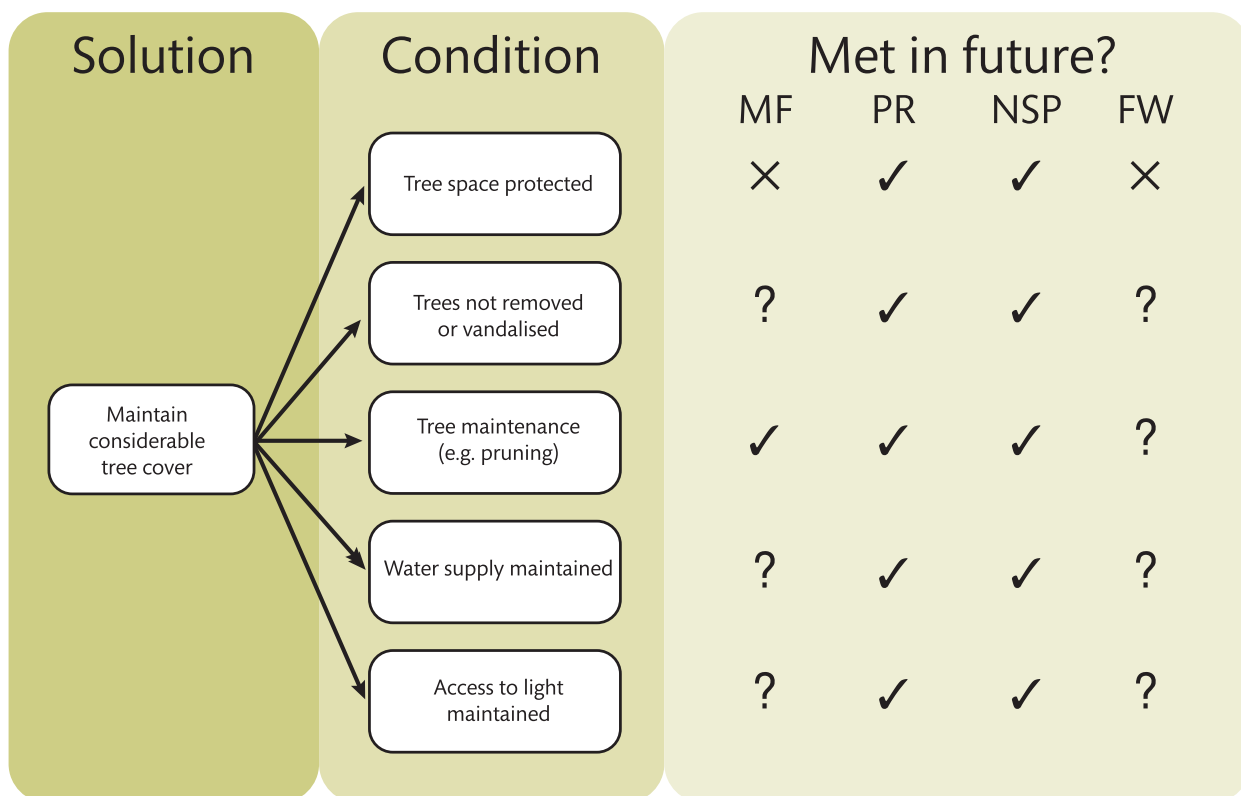 Solution
Condition
Met in future?
MF PR NSP FW
Tree space protected
× ✓ ✓ ×
Trees not removed
or vandalised
? ✓ ✓ ?
Maintain
considerable
tree cover
Tree maintenance
(e.g. pruning)
✓ ✓ ✓ ?
Water supply maintained
? ✓ ✓ ?
Access to light
maintained
? ✓ ✓ ?